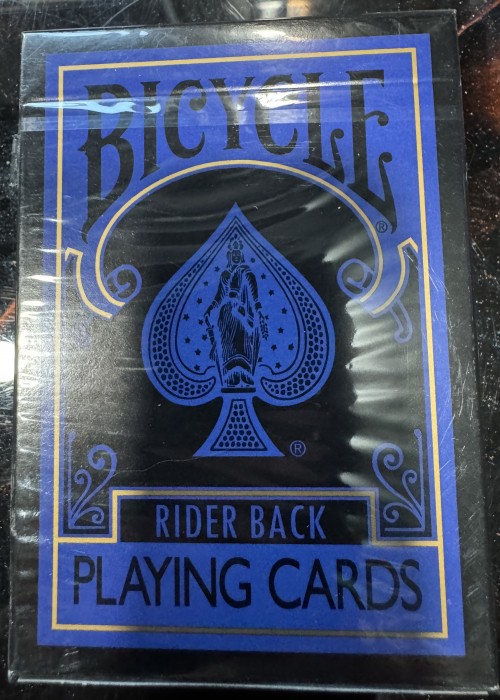 BICYCLE®
®
RIDER BACK
PLAYING CARDS